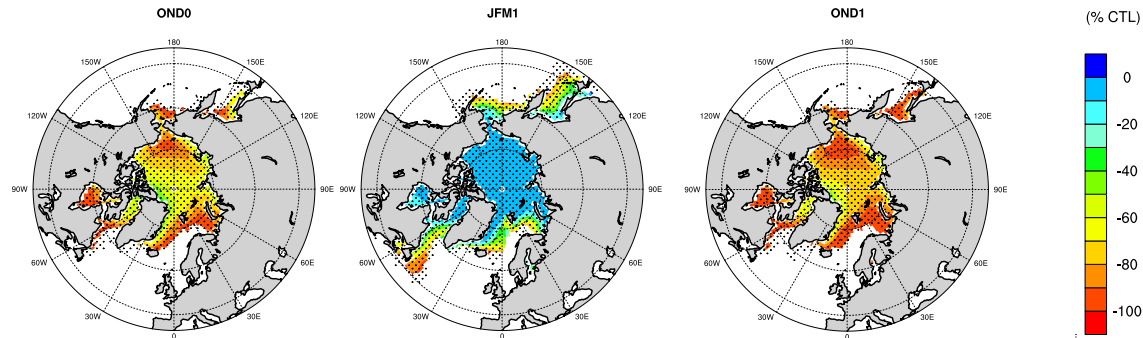 OND0 JFM1 OND1 (% CTL)
180 180 180
150W 150E 150W 150E 150W 150E
120W 120E 120W 120E 120W 120E
90W 90E 90W 90E 90W 90E
60W 60E 60W 60E 60W 60E
30W 30E 30W 30E 30W 30E
0 0 0
0
-20
-40
-60
-80
-100